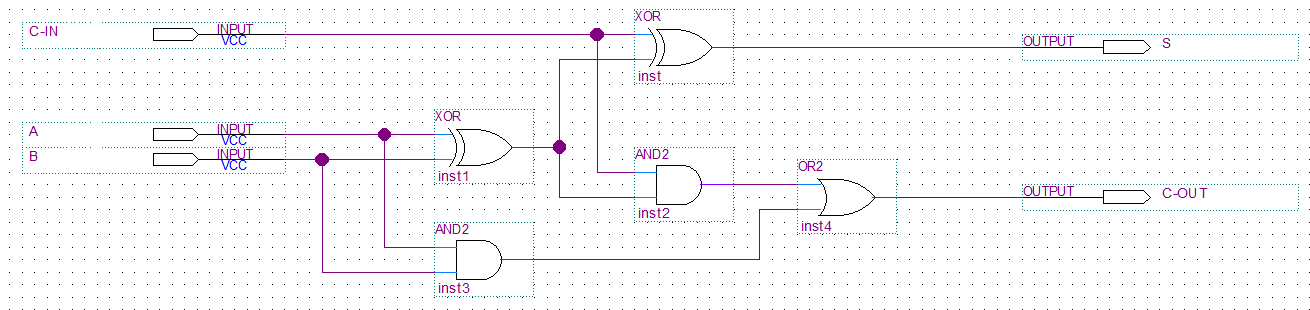 XOR
C-IN
INPUT
VCC
OUTPUT
S
inst
XOR
A
INPUT
VCC
B
INPUT
VCC
inst1
AND2
OR2
OUTPUT
C-OUT
inst2
inst4
AND2
inst3